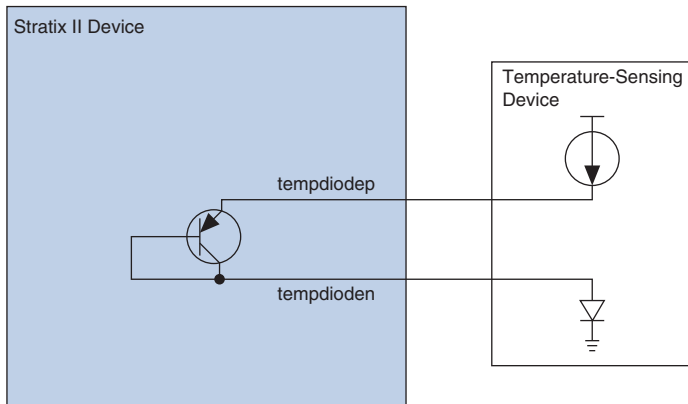 Stratix II Device
Temperature-Sensing
Device
tempdiodep
tempdioden